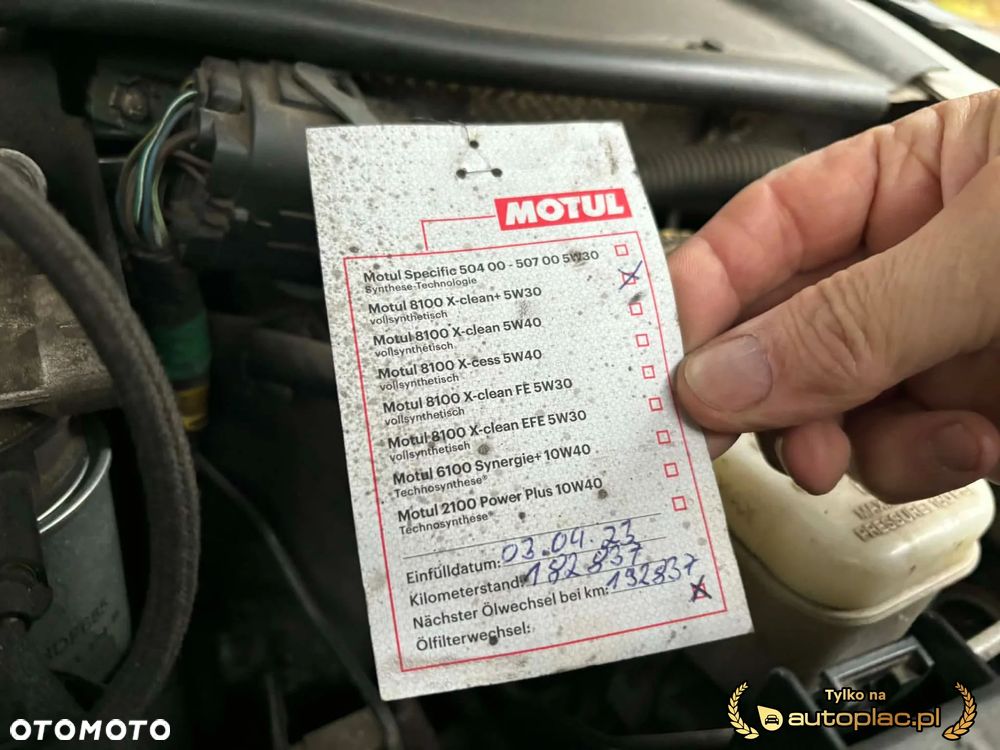 MOTUL
Motul Specific 504 00 - 507 00 5W30
Synthese-Technologie
Motul 8100 X-clean+ 5W30
vollsynthetisch
Motul 8100 X-clean 5W40
vollsynthetisch
Motul 8100 X-cess 5W40
vollsynthetisch
Motul 8100 X-clean FE 5W30
vollsynthetisch
Motul 8100 X-clean EFE 5W30
vollsynthetisch
Motul 6100 Synergie+ 10W40
Technosynthese®
Motul 2100 Power Plus 10W40
Technosynthese®
Einfülldatum: 03.04.23
Kilometerstand: 182837
Nächster Ölwechsel bei km: 192837
Ölfilterwechsel:
OTOMOTO
Tylko na
autoplac.pl